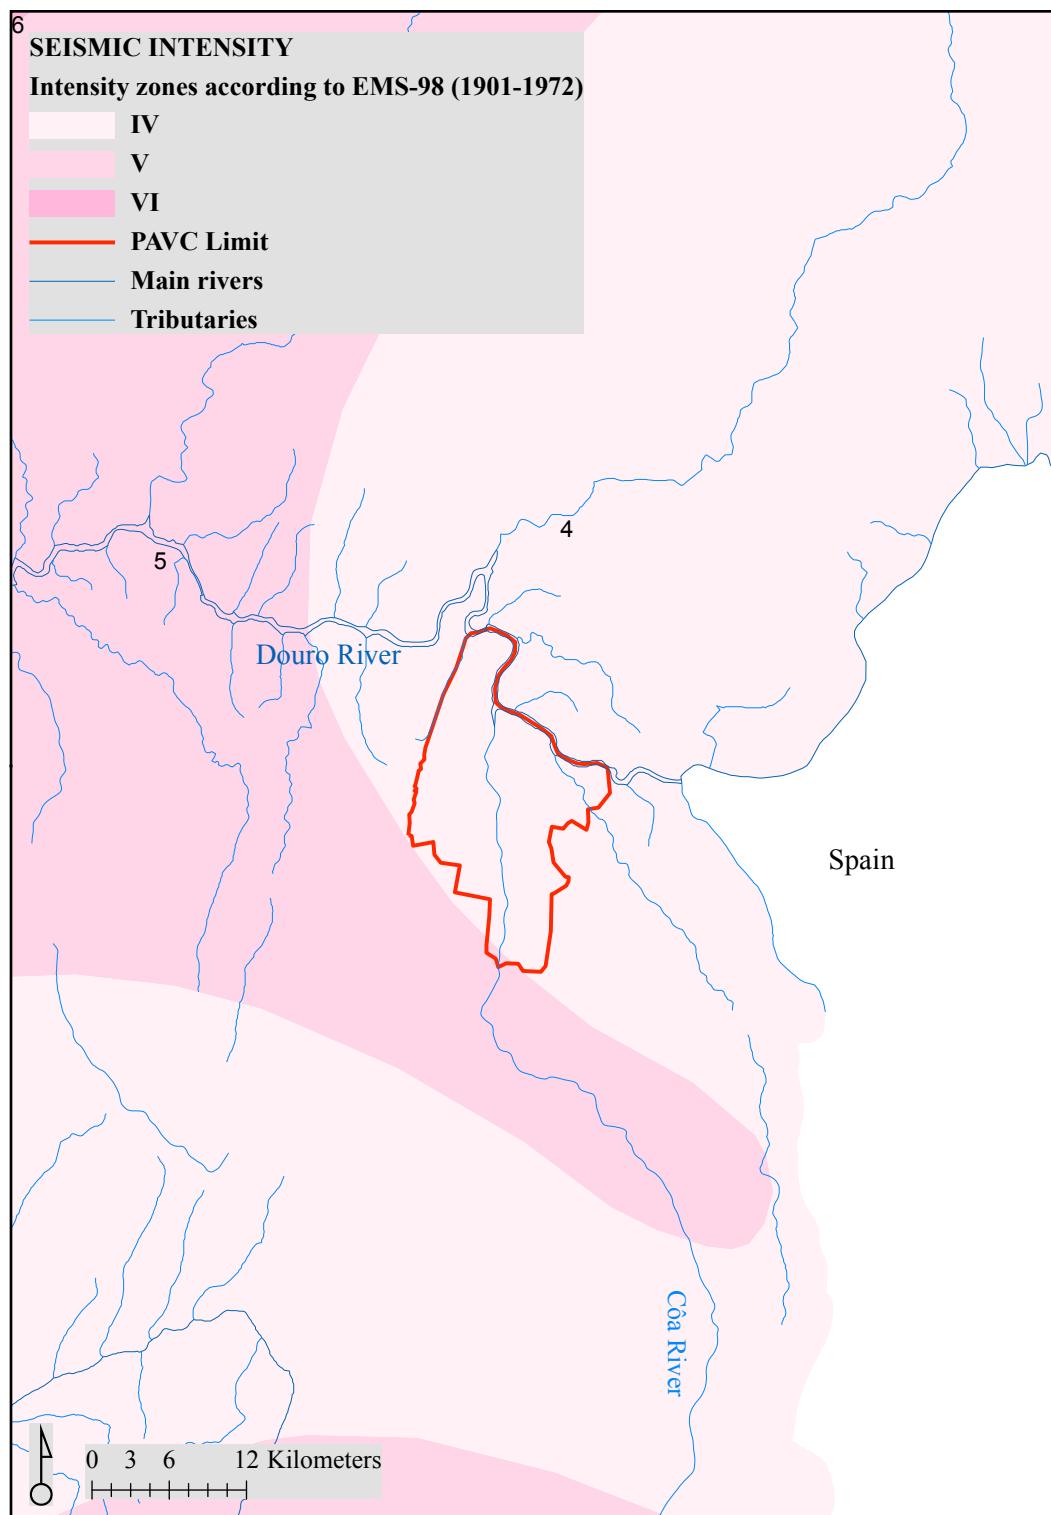 6
SEISMIC INTENSITY
Intensity zones according to EMS-98 (1901-1972)
IV
V
VI
PAVC Limit
Main rivers
Tributaries
4
5
Douro River
Spain
Côa River
0 3 6 12 Kilometers